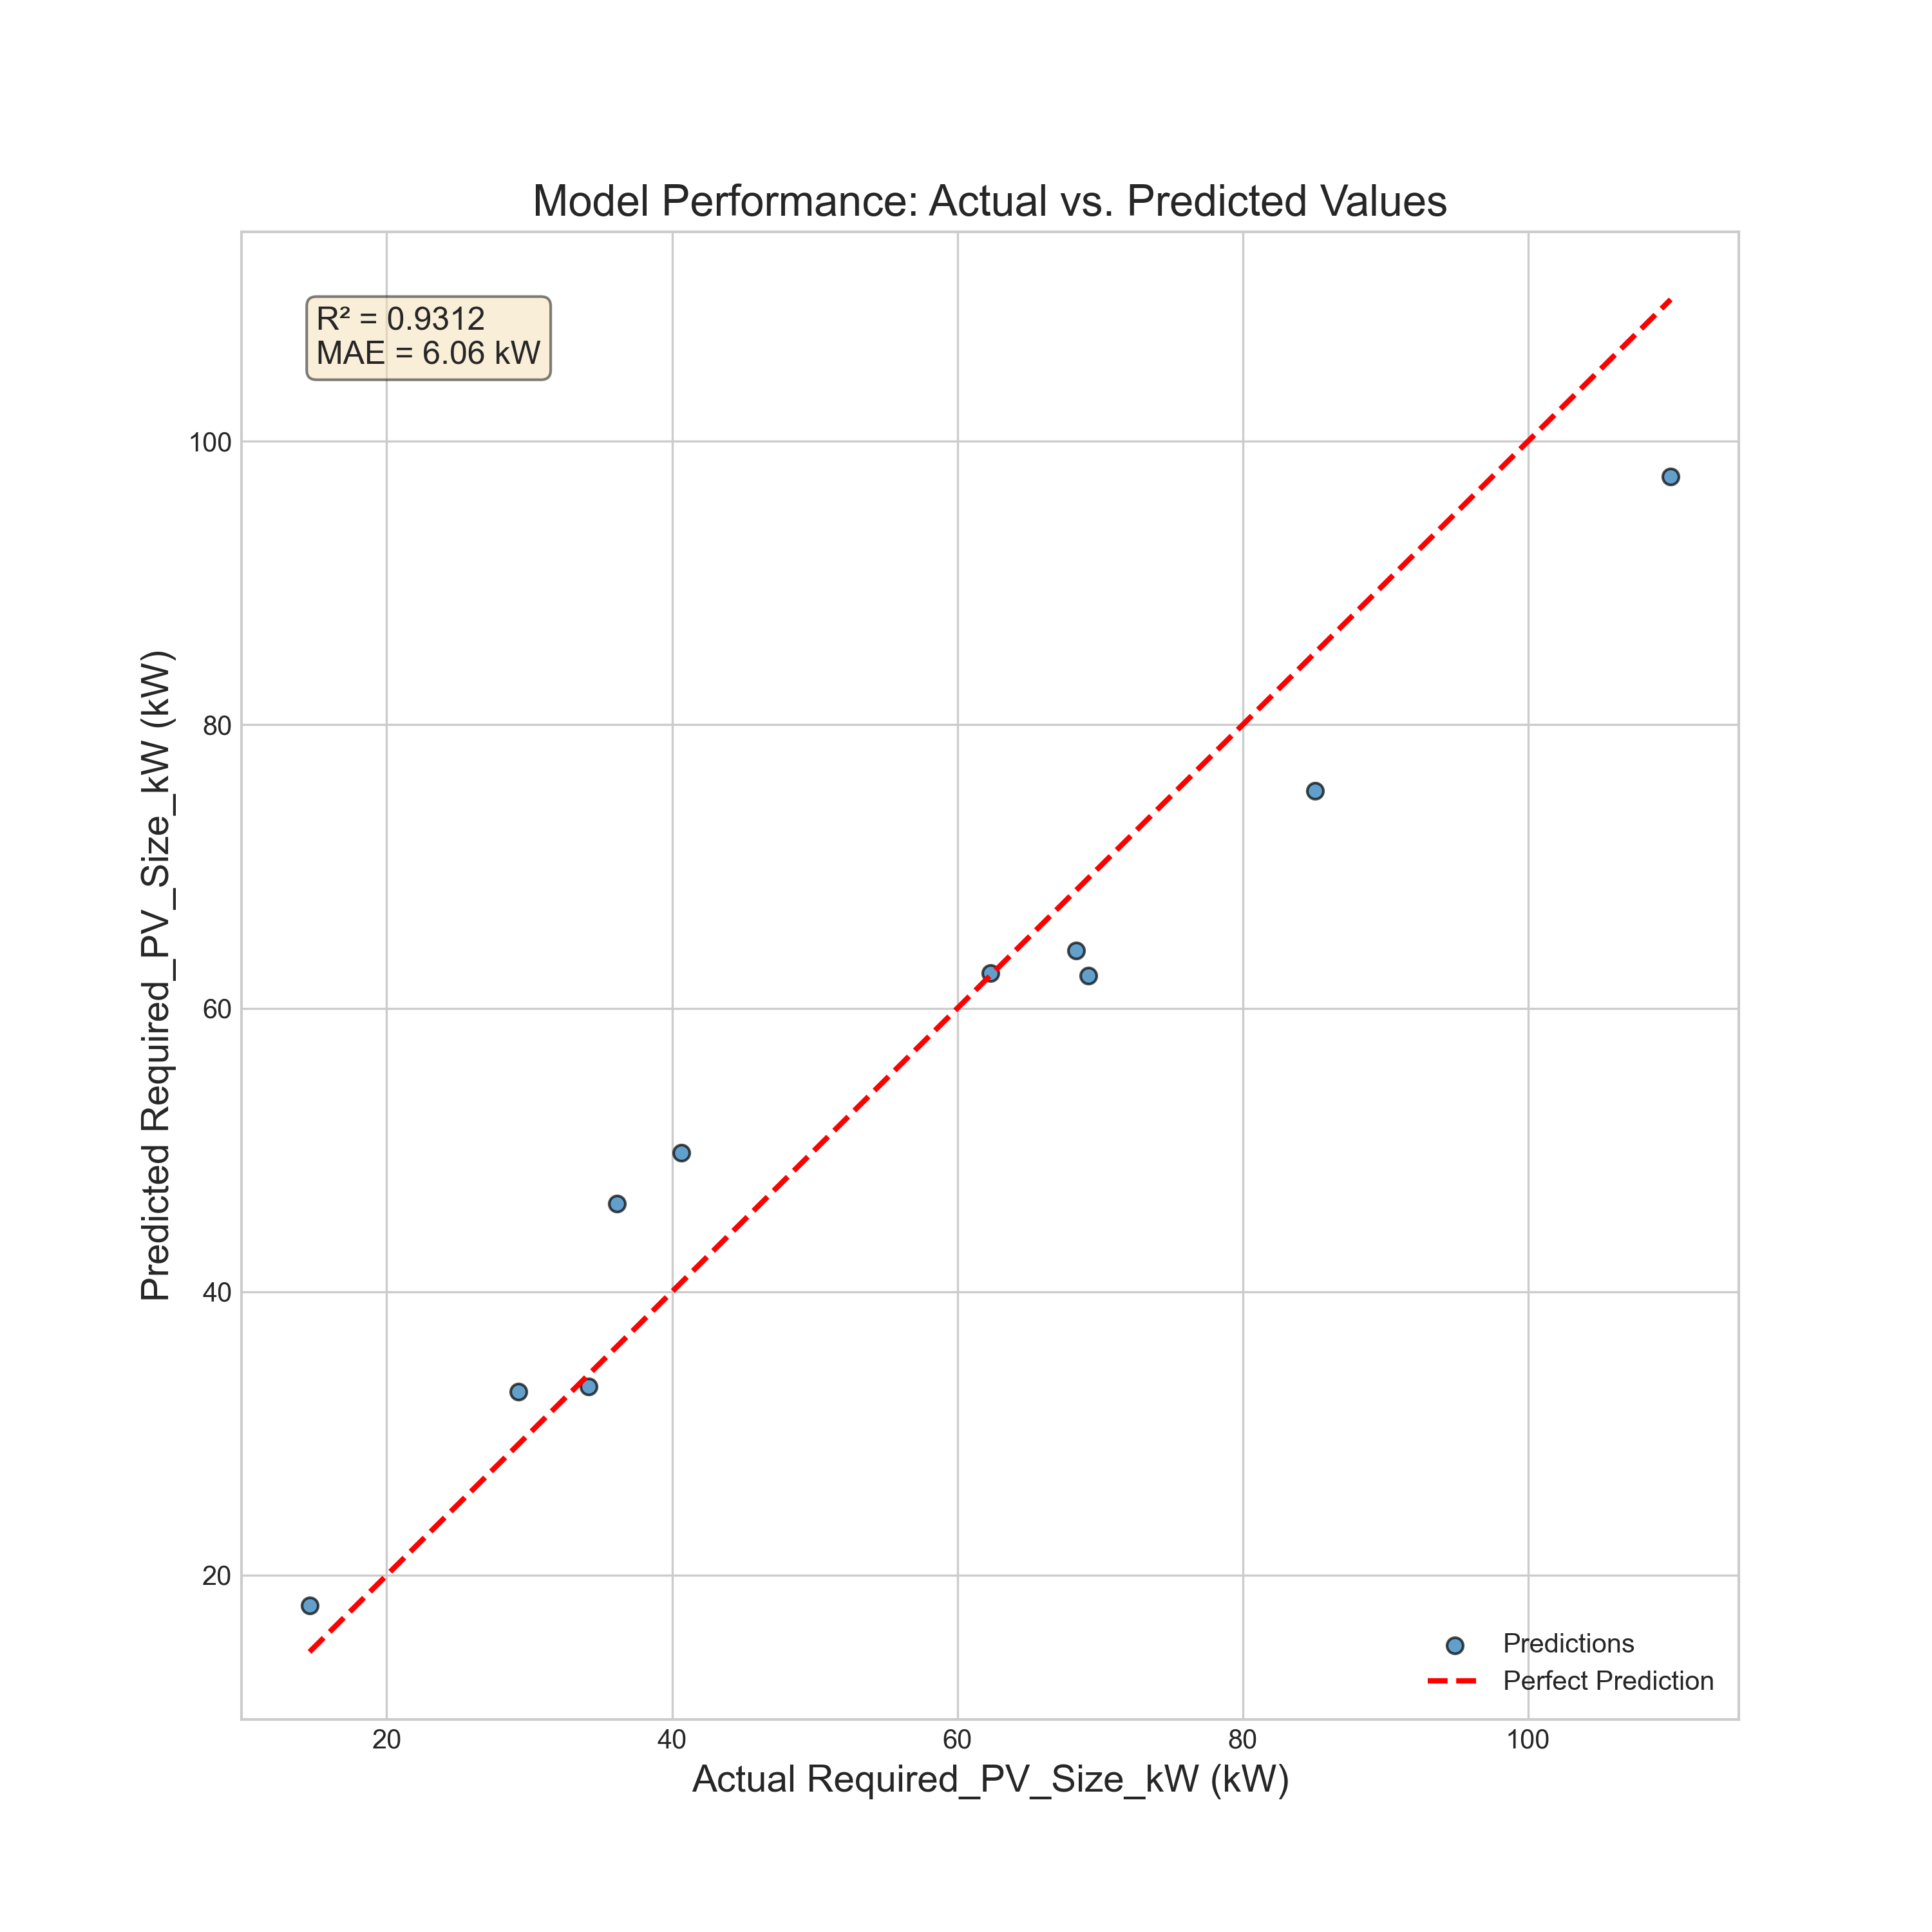 Model Performance: Actual vs. Predicted Values
R² = 0.9312
MAE = 6.06 kW
Predicted Required_PV_Size_kW (kW)
100
80
60
40
20
20 40 60 80 100
Actual Required_PV_Size_kW (kW)
Predictions
Perfect Prediction